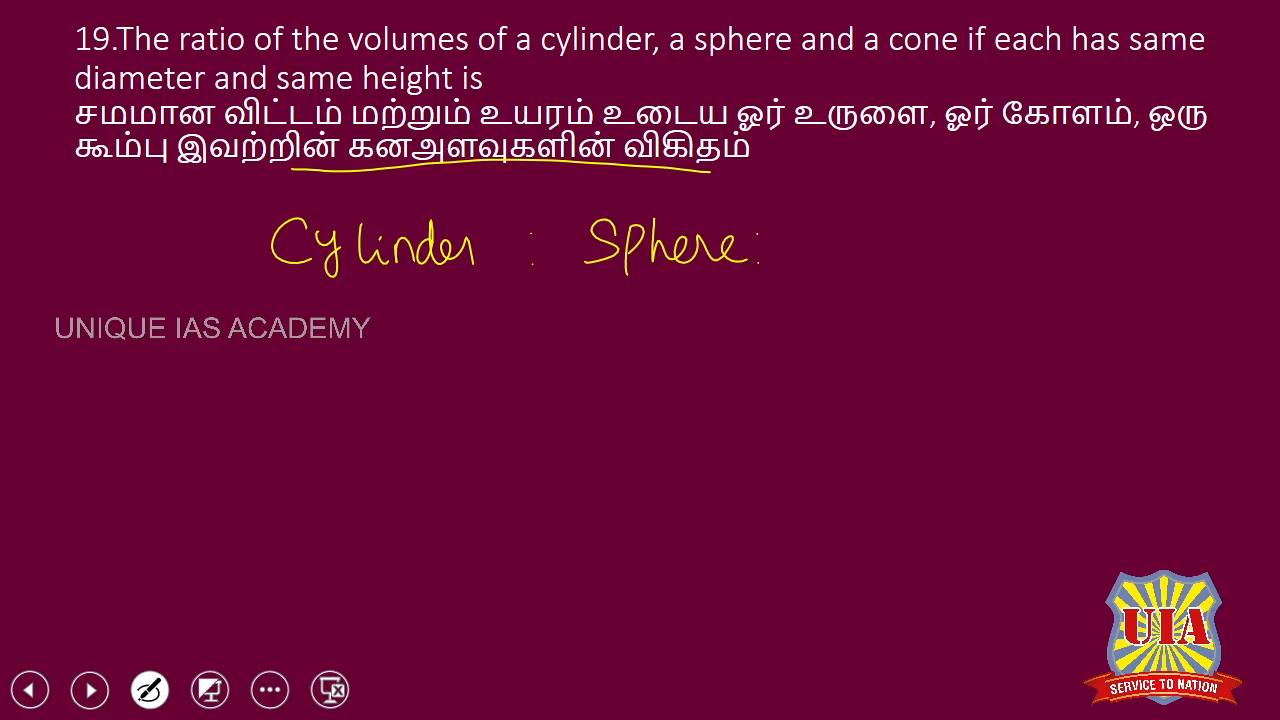 19.The ratio of the volumes of a cylinder, a sphere and a cone if each has same
diameter and same height is
சமமான விட்டம் மற்றும் உயரம் உடைய ஓர் உருளை, ஓர் கோளம், ஒரு
கூம்பு இவற்றின் கனஅளவுகளின் விகிதம்
Cylinder : Sphere :
UNIQUE IAS ACADEMY
UIA
SERVICE TO NATION